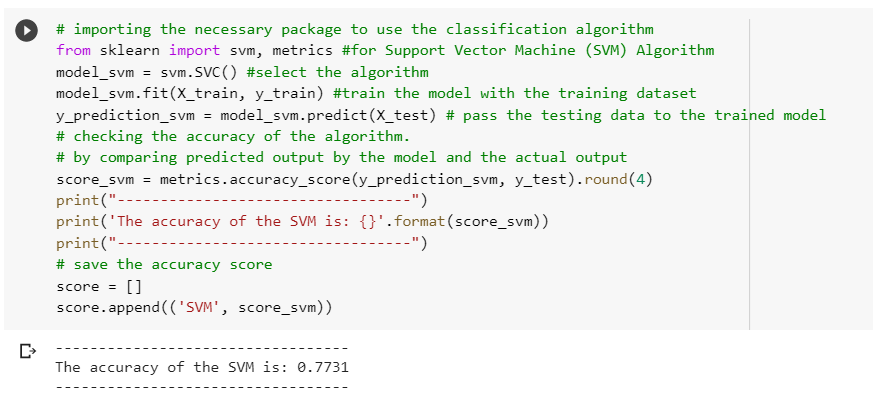 # importing the necessary package to use the classification algorithm
from sklearn import svm, metrics #for Support Vector Machine (SVM) Algorithm
model_svm = svm.SVC() #select the algorithm
model_svm.fit(X_train, y_train) #train the model with the training dataset
y_prediction_svm = model_svm.predict(X_test) # pass the testing data to the trained model
# checking the accuracy of the algorithm.
# by comparing predicted output by the model and the actual output
score_svm = metrics.accuracy_score(y_prediction_svm, y_test).round(4)
print("----------------------------------")
print('The accuracy of the SVM is: {}'.format(score_svm))
print("----------------------------------")
# save the accuracy score
score = []
score.append(('SVM', score_svm))
----------------------------------
The accuracy of the SVM is: 0.7731
----------------------------------